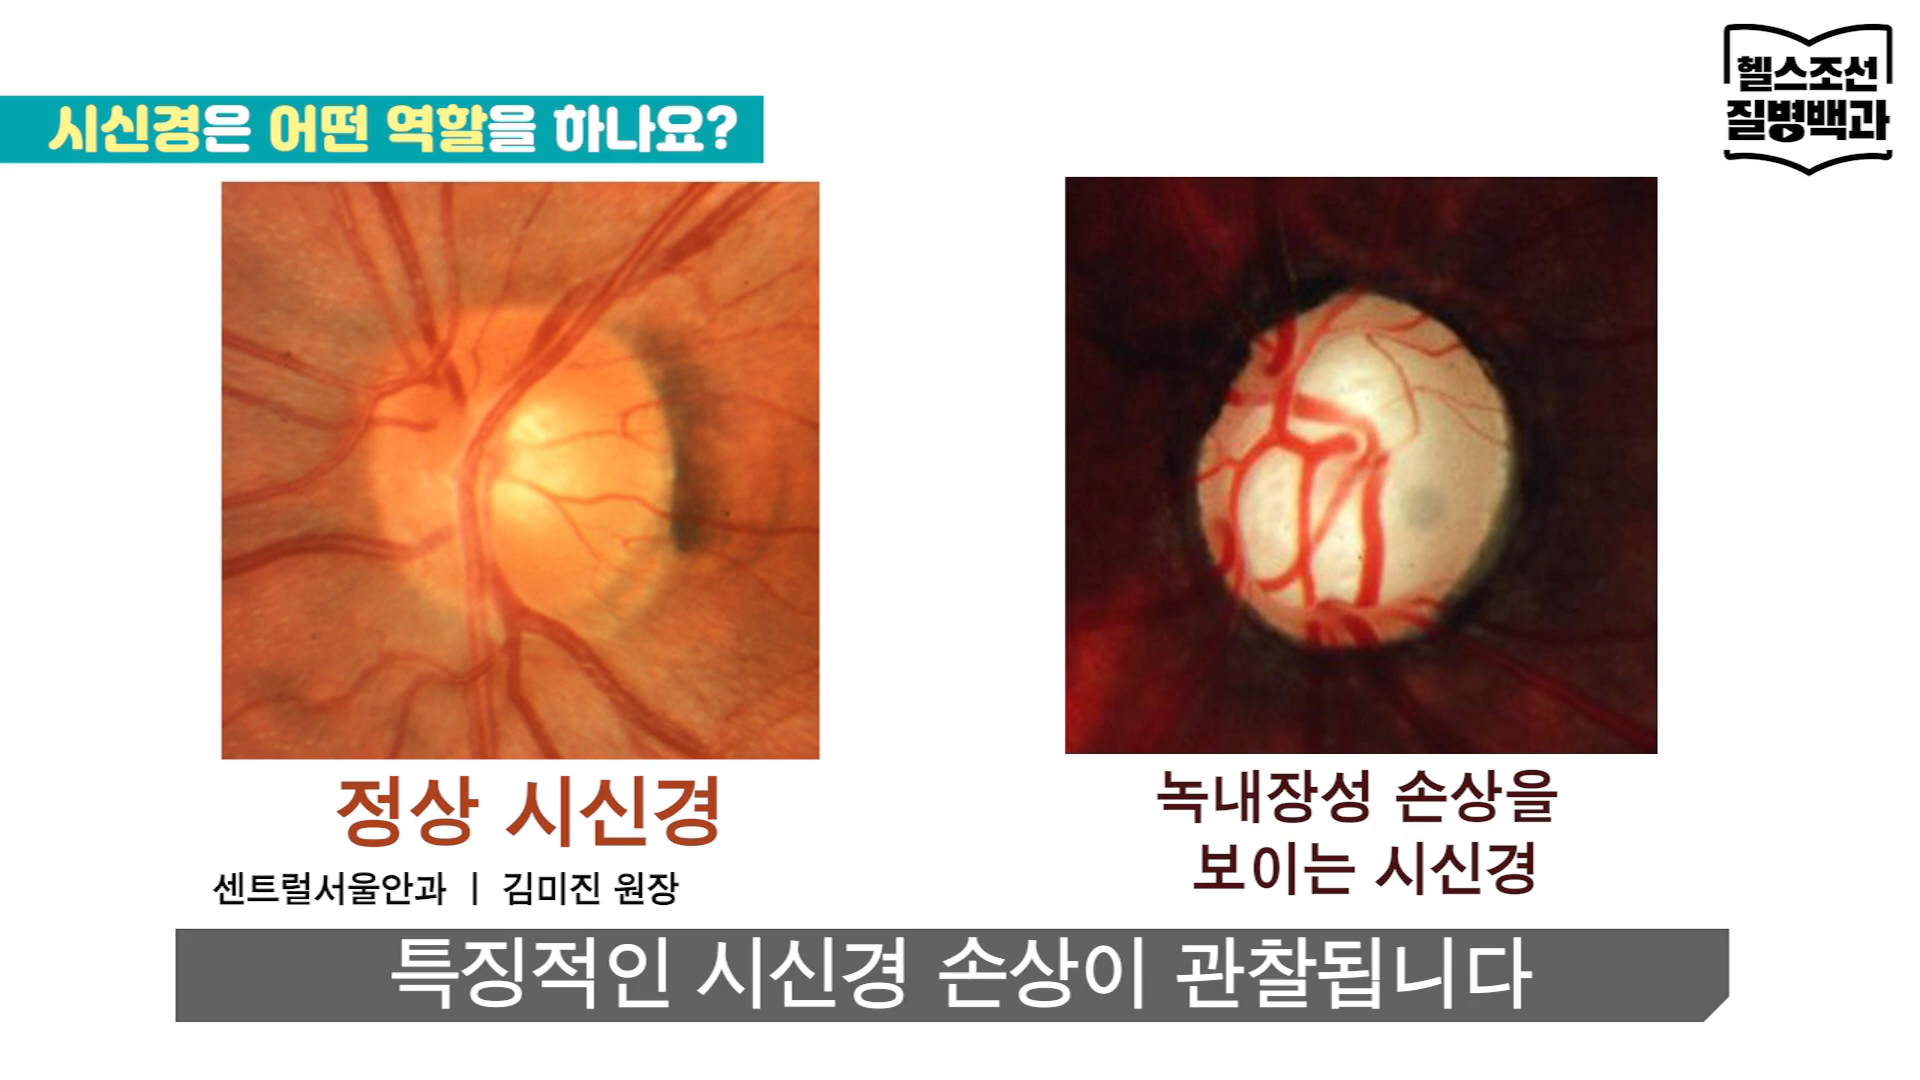 헬스조선
질병백과
시신경은 어떤 역할을 하나요?
정상 시신경
녹내장성 손상을
보이는 시신경
센트럴서울안과 | 김미진 원장
특징적인 시신경 손상이 관찰됩니다